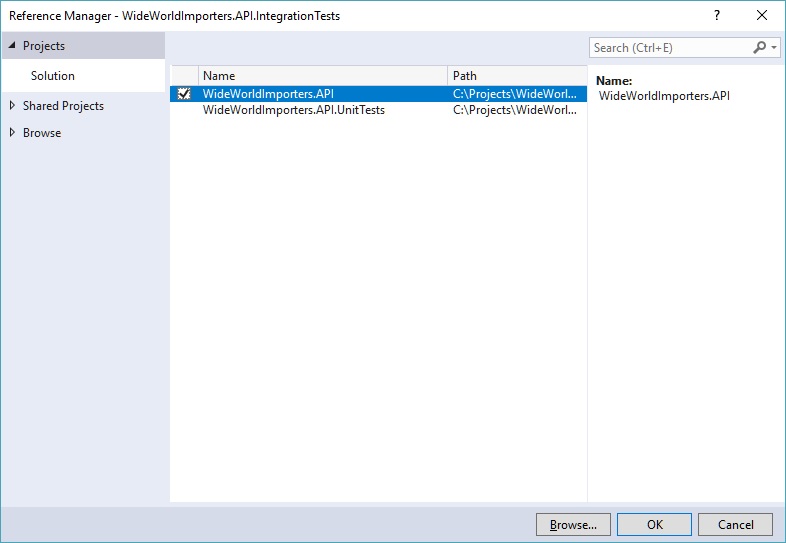 Reference Manager - WideWorldImporters.API.IntegrationTests
Projects
Solution
Shared Projects
Browse
Search (Ctrl+E)
Name Path
WideWorldImporters.API C:\Projects\WideWorl...
WideWorldImporters.API.UnitTests C:\Projects\WideWorl...
Name:
WideWorldImporters.API
Browse... OK Cancel